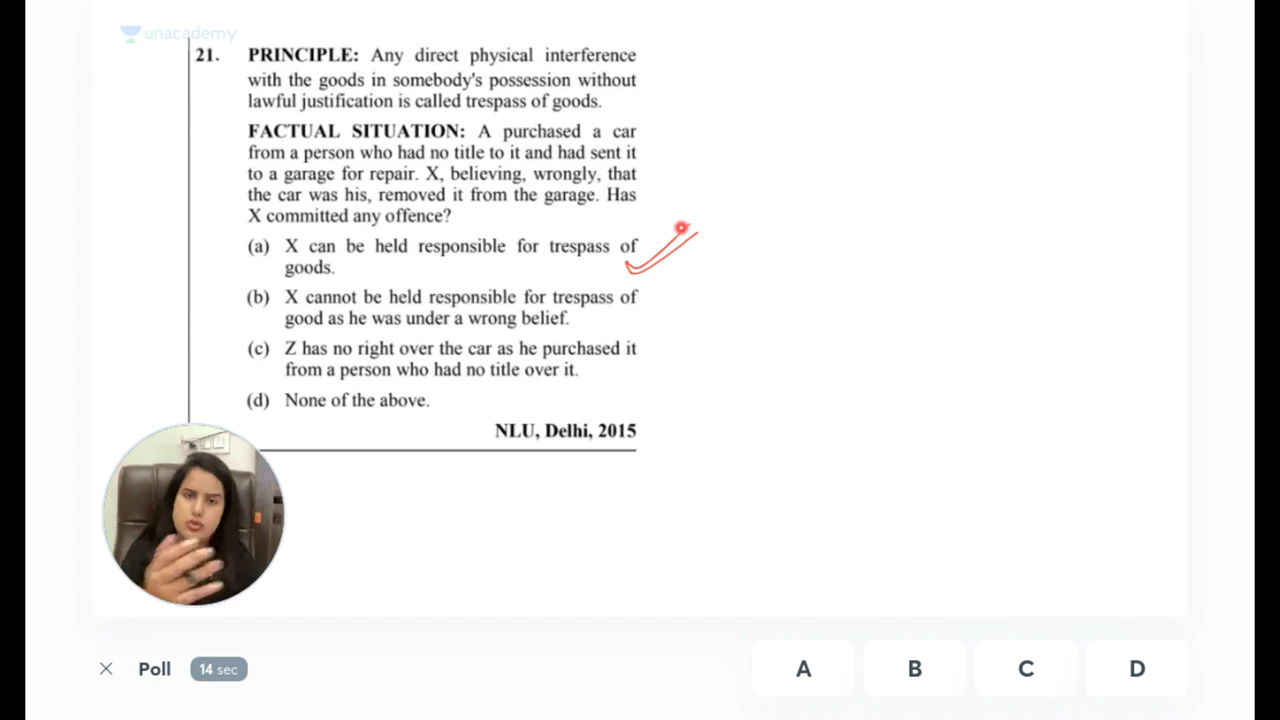 unacademy
21. PRINCIPLE: Any direct physical interference
with the goods in somebody's possession without
lawful justification is called trespass of goods.
FACTUAL SITUATION: A purchased a car
from a person who had no title to it and had sent it
to a garage for repair. X, believing, wrongly, that
the car was his, removed it from the garage. Has
X committed any offence?
(a) X can be held responsible for trespass of
goods.
(b) X cannot be held responsible for trespass of
good as he was under a wrong belief.
(c) Z has no right over the car as he purchased it
from a person who had no title over it.
(d) None of the above.
NLU, Delhi, 2015
Poll 14 sec A B C D